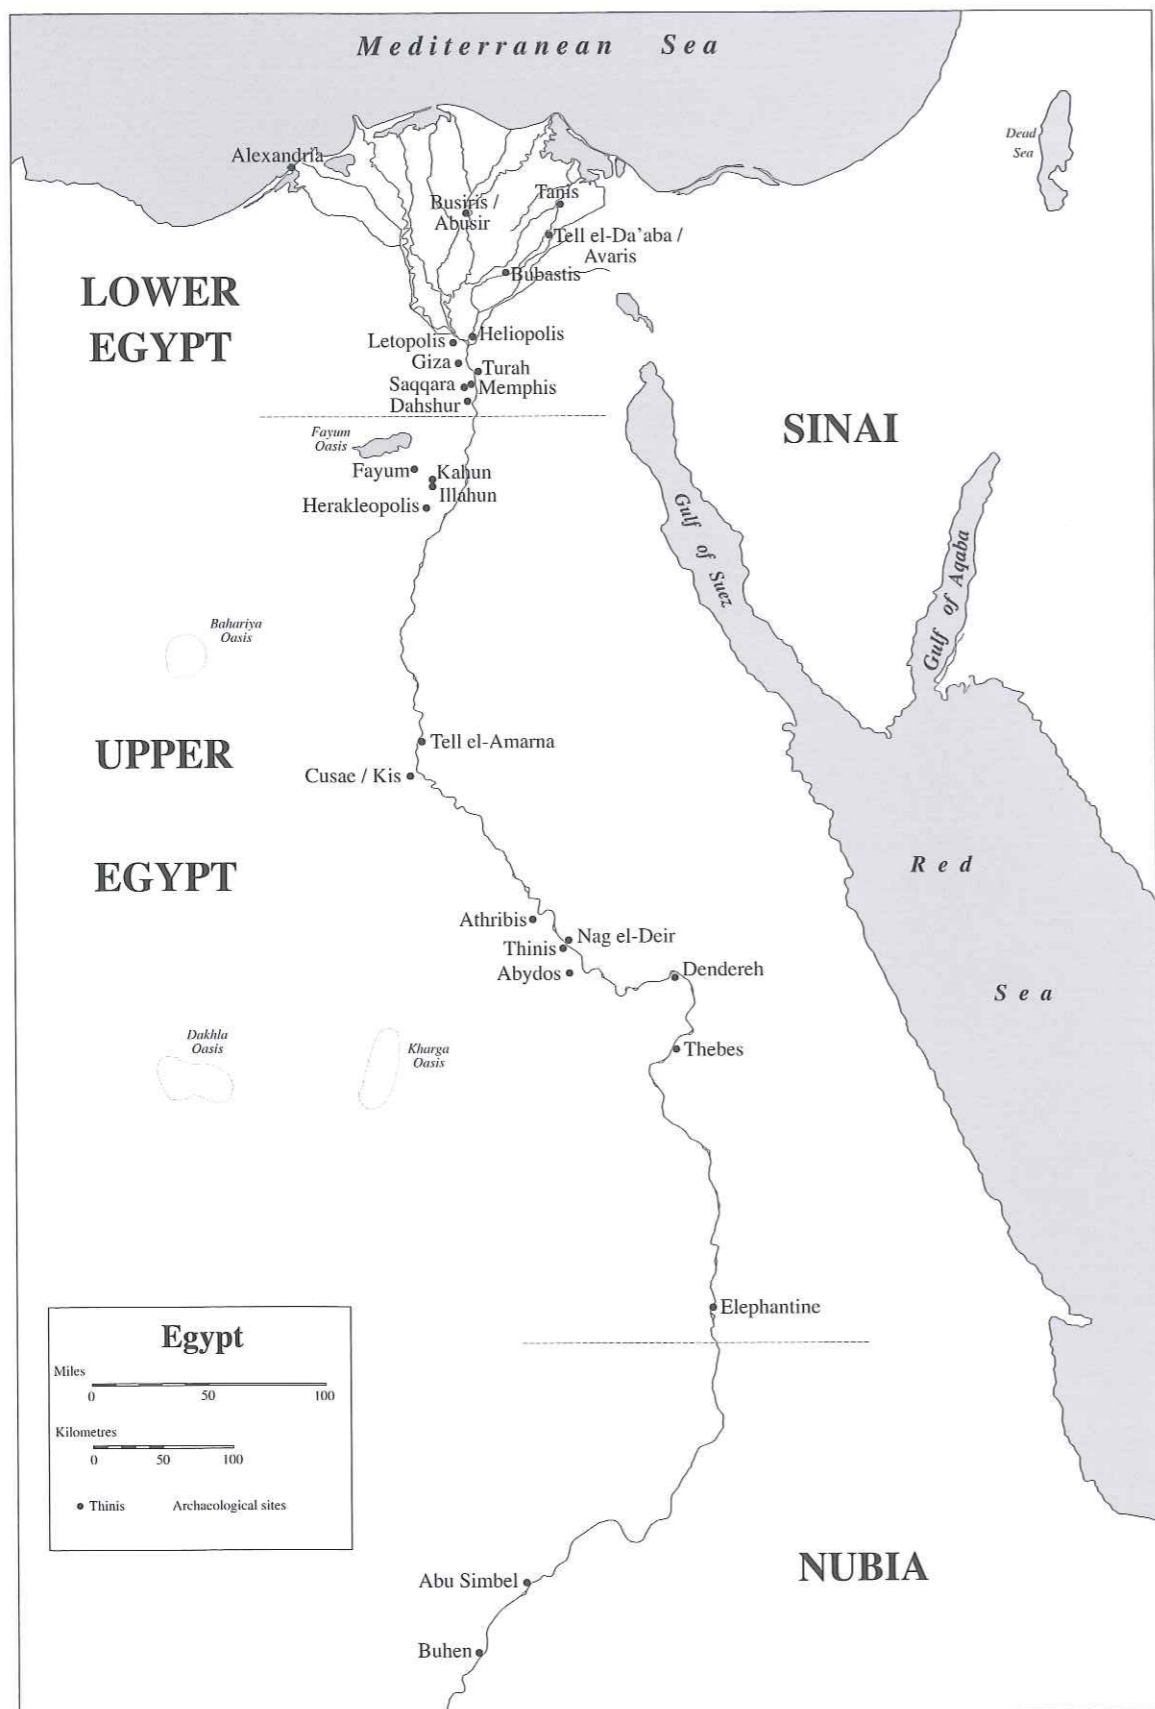 Mediterranean Sea
Dead
Sea
Alexandria
Busiris /
Abusir
Tanis
Tell el-Da'aba /
Avaris
Bubastis
LOWER
EGYPT
Letopolis
Heliopolis
Giza
Turah
Saqqara
Memphis
Dahshur
SINAI
Fayum
Oasis
Fayum
Kahun
Illahun
Herakleopolis
Gulf of Suez
Gulf of Aqaba
Bahariya
Oasis
UPPER
Tell el-Amarna
Cusae / Kis
EGYPT
Red
Athribis
Nag el-Deir
Thinis
Abydos
Dendereh
Sea
Dakhla
Oasis
Kharga
Oasis
Thebes
Elephantine
Egypt
Miles
0 50 100
Kilometres
0 50 100
Thinis Archaeological sites
NUBIA
Abu Simbel
Buhen